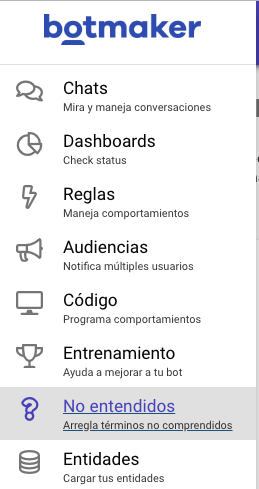 botmaker
Chats
Mira y maneja conversaciones
Dashboards
Check status
Reglas
Maneja comportamientos
Audiencias
Notifica múltiples usuarios
Código
Programa comportamientos
Entrenamiento
Ayuda a mejorar a tu bot
No entendidos
Arregla términos no comprendidos
Entidades
Cargar tus entidades